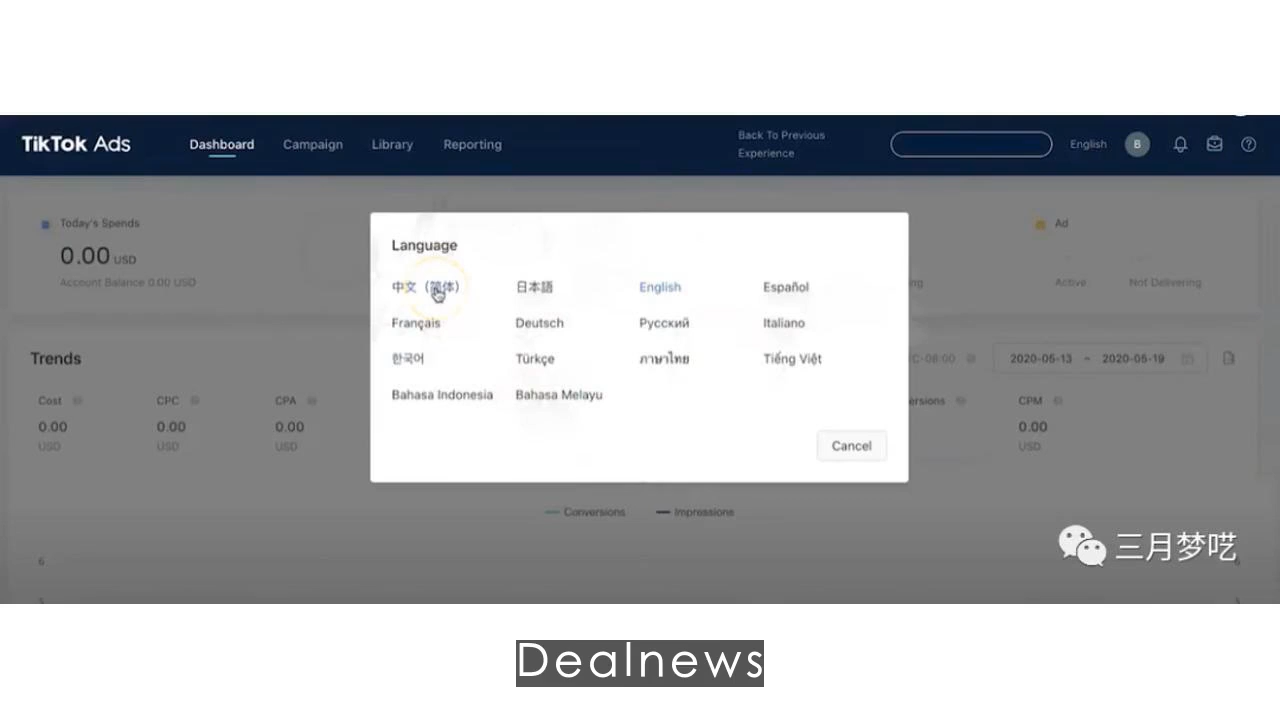 TikTok Ads
Dashboard
Campaign
Library
Reporting
Back To Previous
Experience
English
B
Today's Spends
0.00 USD
Account Balance 0.00 USD
Ad
Active
Not Delivering
Language
中文（简体）
日本語
English
Español
Français
Deutsch
Русский
Italiano
한국어
Türkçe
ภาษาไทย
Tiếng Việt
Bahasa Indonesia
Bahasa Melayu
Cancel
Trends
2020-05-13 ~ 2020-05-19
Cost
CPC
CPA
CPM
0.00
0.00
0.00
0.00
USD
USD
USD
USD
Conversions
Impressions
6
三月梦呓
Dealnews